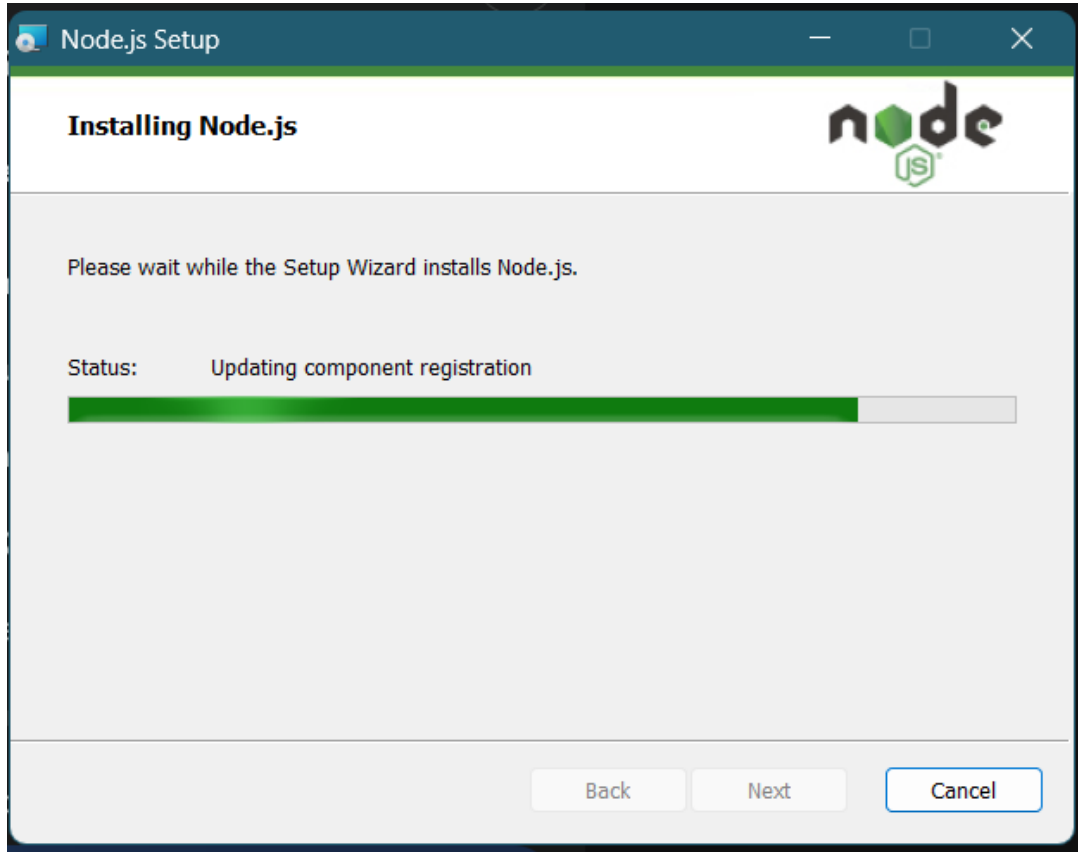 Node.js Setup
Installing Node.js
node
JS
Please wait while the Setup Wizard installs Node.js.
Status: Updating component registration
Back Next Cancel